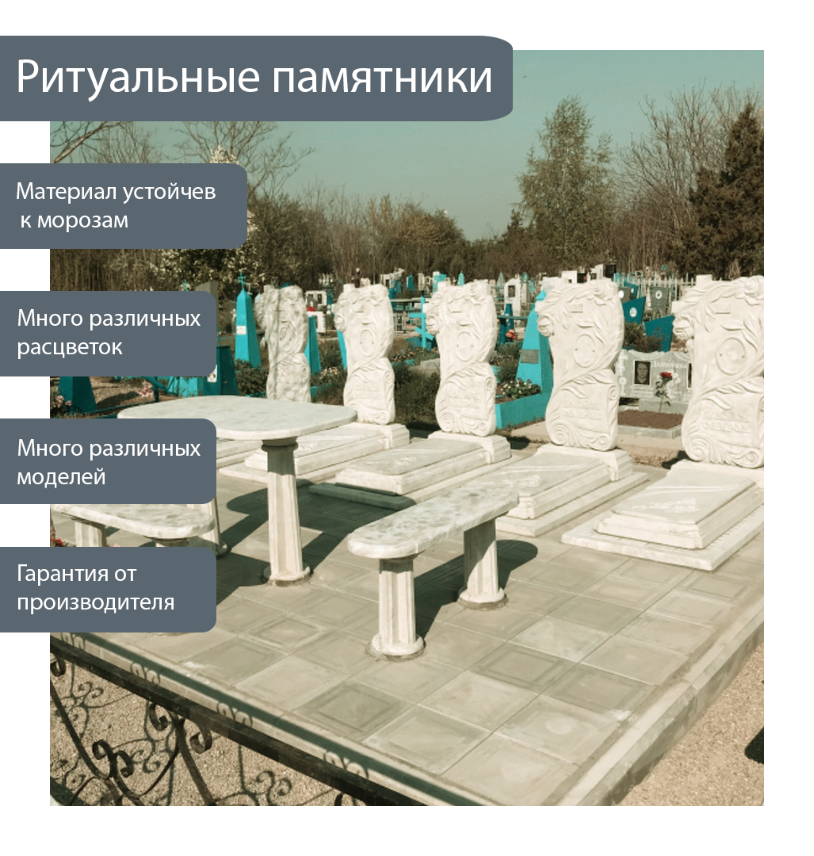 Ритуальные памятники
Материал устойчев
к морозам
Много различных
расцветок
Много различных
моделей
Гарантия от
производителя